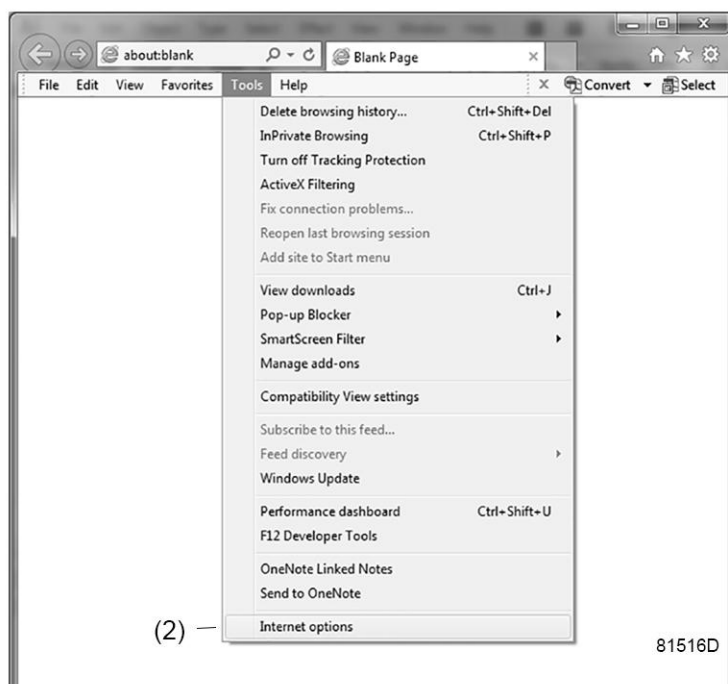 about:blank
Blank Page
File Edit View Favorites Tools Help x Convert Select
Delete browsing history... Ctrl+Shift+Del
InPrivate Browsing Ctrl+Shift+P
Turn off Tracking Protection
ActiveX Filtering
Fix connection problems...
Reopen last browsing session
Add site to Start menu
View downloads Ctrl+J
Pop-up Blocker
SmartScreen Filter
Manage add-ons
Compatibility View settings
Subscribe to this feed...
Feed discovery
Windows Update
Performance dashboard Ctrl+Shift+U
F12 Developer Tools
OneNote Linked Notes
Send to OneNote
(2) Internet options
81516D